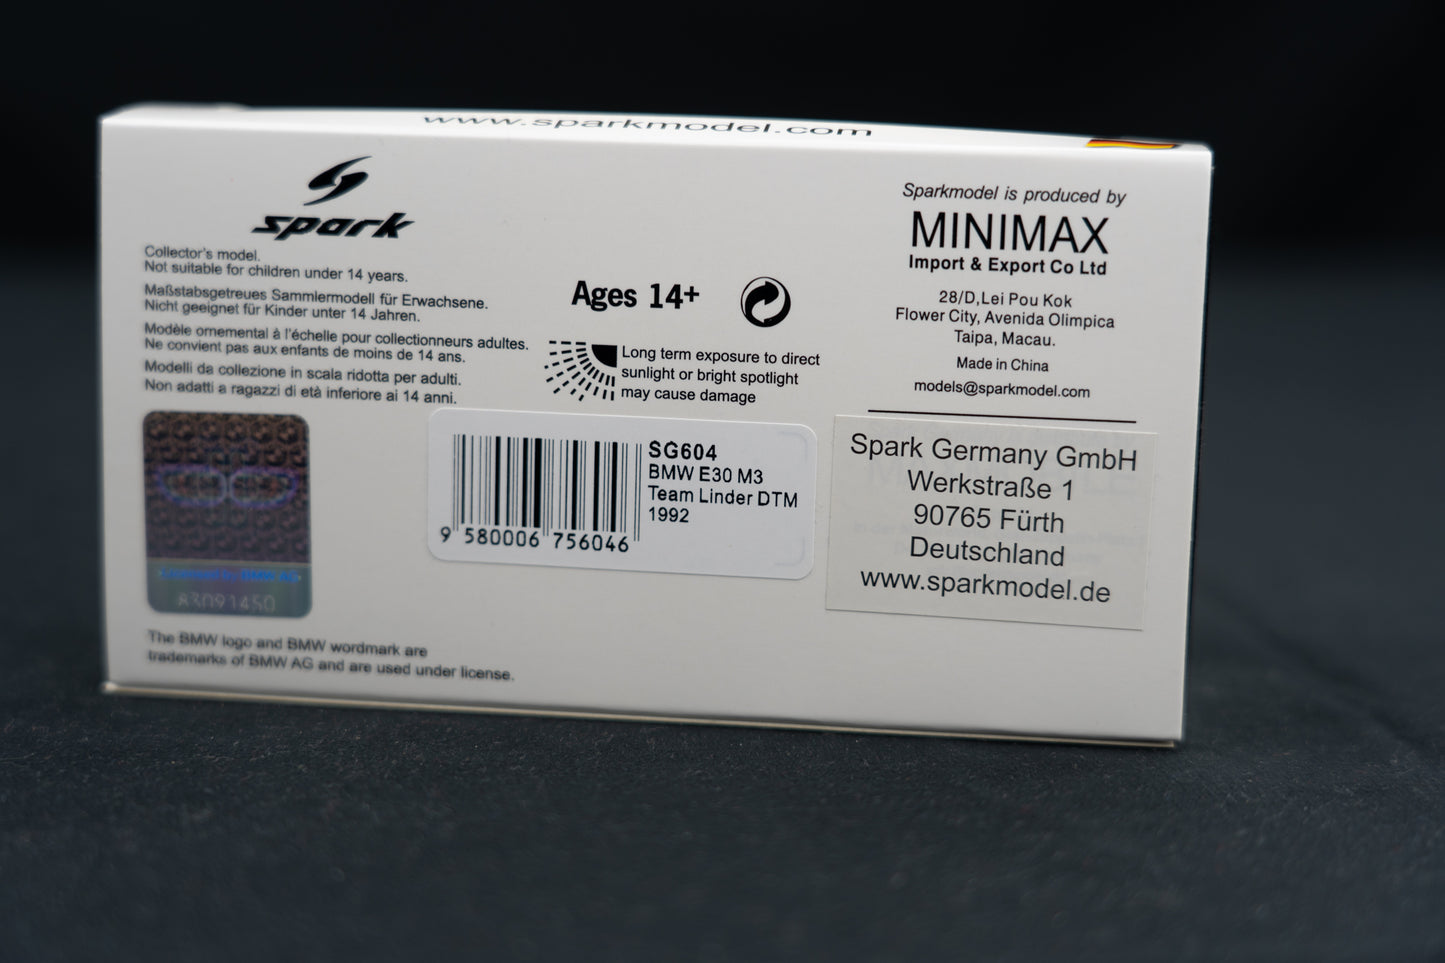 www.sparkmodel.com
spark
Collector's model.
Not suitable for children under 14 years.
Maßstabsgetreues Sammlermodell für Erwachsene.
Nicht geeignet für Kinder unter 14 Jahren.
Modèle ornemental à l'échelle pour collectionneurs adultes.
Ne convient pas aux enfants de moins de 14 ans.
Modelli da collezione in scala ridotta per adulti.
Non adatti a ragazzi di età inferiore ai 14 anni.
Ages 14+
Long term exposure to direct
sunlight or bright spotlight
may cause damage
Sparkmodel is produced by
MINIMAX
Import & Export Co Ltd
28/D,Lei Pou Kok
Flower City, Avenida Olimpica
Taipa, Macau.
Made in China
models@sparkmodel.com
SG604
BMW E30 M3
Team Linder DTM
1992
9 580006 756046
Spark Germany GmbH
Werkstraße 1
90765 Fürth
Deutschland
www.sparkmodel.de
Licensed by BMW AG
83091450
The BMW logo and BMW wordmark are
trademarks of BMW AG and are used under license.